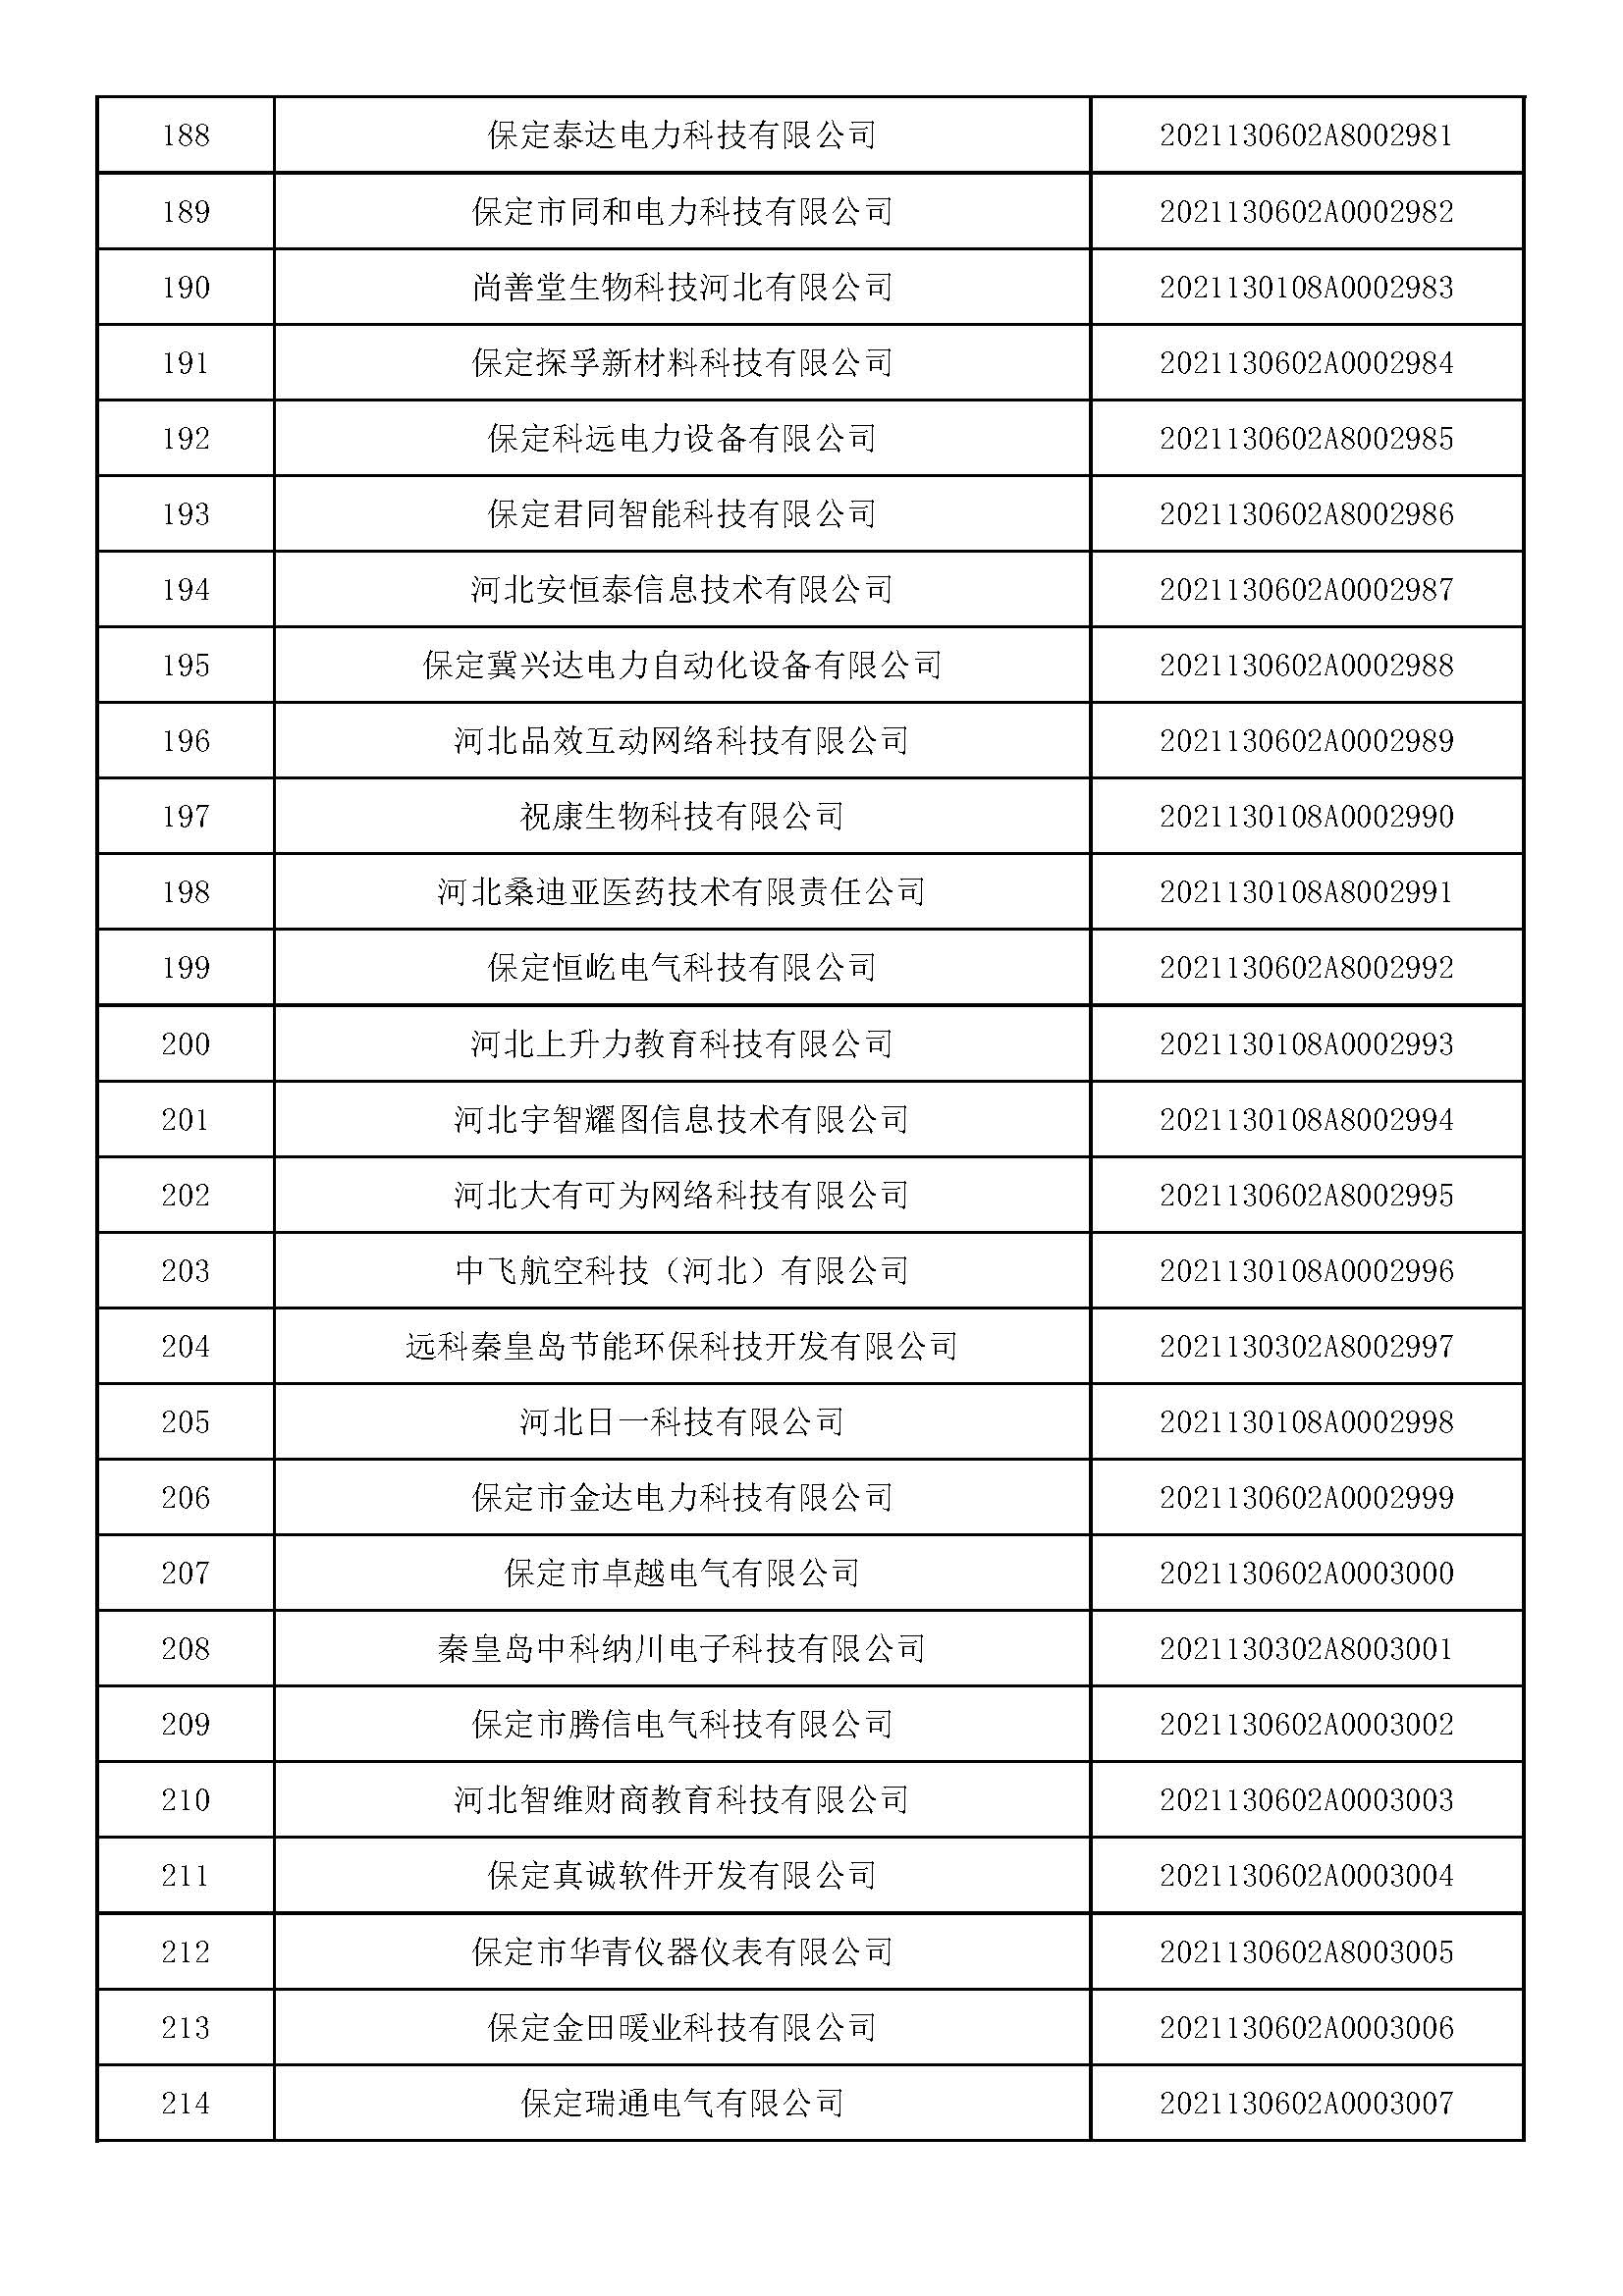 188 保定泰达电力科技有限公司 2021130602A8002981
189 保定市同和电力科技有限公司 2021130602A0002982
190 尚善堂生物科技河北有限公司 2021130108A0002983
191 保定探孚新材料科技有限公司 2021130602A0002984
192 保定科远电力设备有限公司 2021130602A8002985
193 保定君同智能科技有限公司 2021130602A8002986
194 河北安恒泰信息技术有限公司 2021130602A0002987
195 保定冀兴达电力自动化设备有限公司 2021130602A0002988
196 河北品效互动网络科技有限公司 2021130602A0002989
197 祝康生物科技有限公司 2021130108A0002990
198 河北桑迪亚医药技术有限责任公司 2021130108A8002991
199 保定恒屹电气科技有限公司 2021130602A8002992
200 河北上升力教育科技有限公司 2021130108A0002993
201 河北宇智耀图信息技术有限公司 2021130108A8002994
202 河北大有可为网络科技有限公司 2021130602A8002995
203 中飞航空科技（河北）有限公司 2021130108A0002996
204 远科秦皇岛节能环保科技开发有限公司 2021130302A8002997
205 河北日一科技有限公司 2021130108A0002998
206 保定市金达电力科技有限公司 2021130602A0002999
207 保定市卓越电气有限公司 2021130602A0003000
208 秦皇岛中科纳川电子科技有限公司 2021130302A8003001
209 保定市腾信电气科技有限公司 2021130602A0003002
210 河北智维财商教育科技有限公司 2021130602A0003003
211 保定真诚软件开发有限公司 2021130602A0003004
212 保定市华青仪器仪表有限公司 2021130602A8003005
213 保定金田暖业科技有限公司 2021130602A0003006
214 保定瑞通电气有限公司 2021130602A0003007